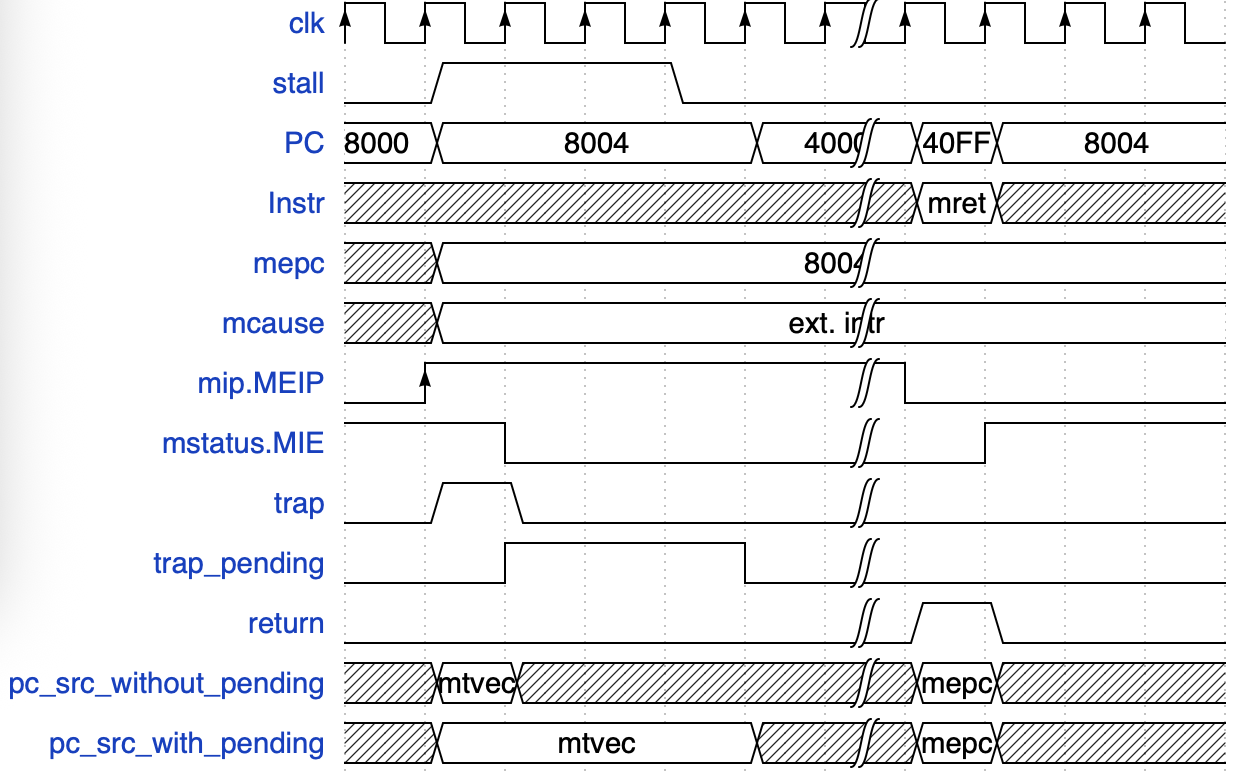 clk
stall
PC 8000 8004 4000 40FF 8004
Instr mret
mepc 8004
mcause ext. intr
mip.MEIP
mstatus.MIE
trap
trap_pending
return
pc_src_without_pending mtvec mepc
pc_src_with_pending mtvec mepc